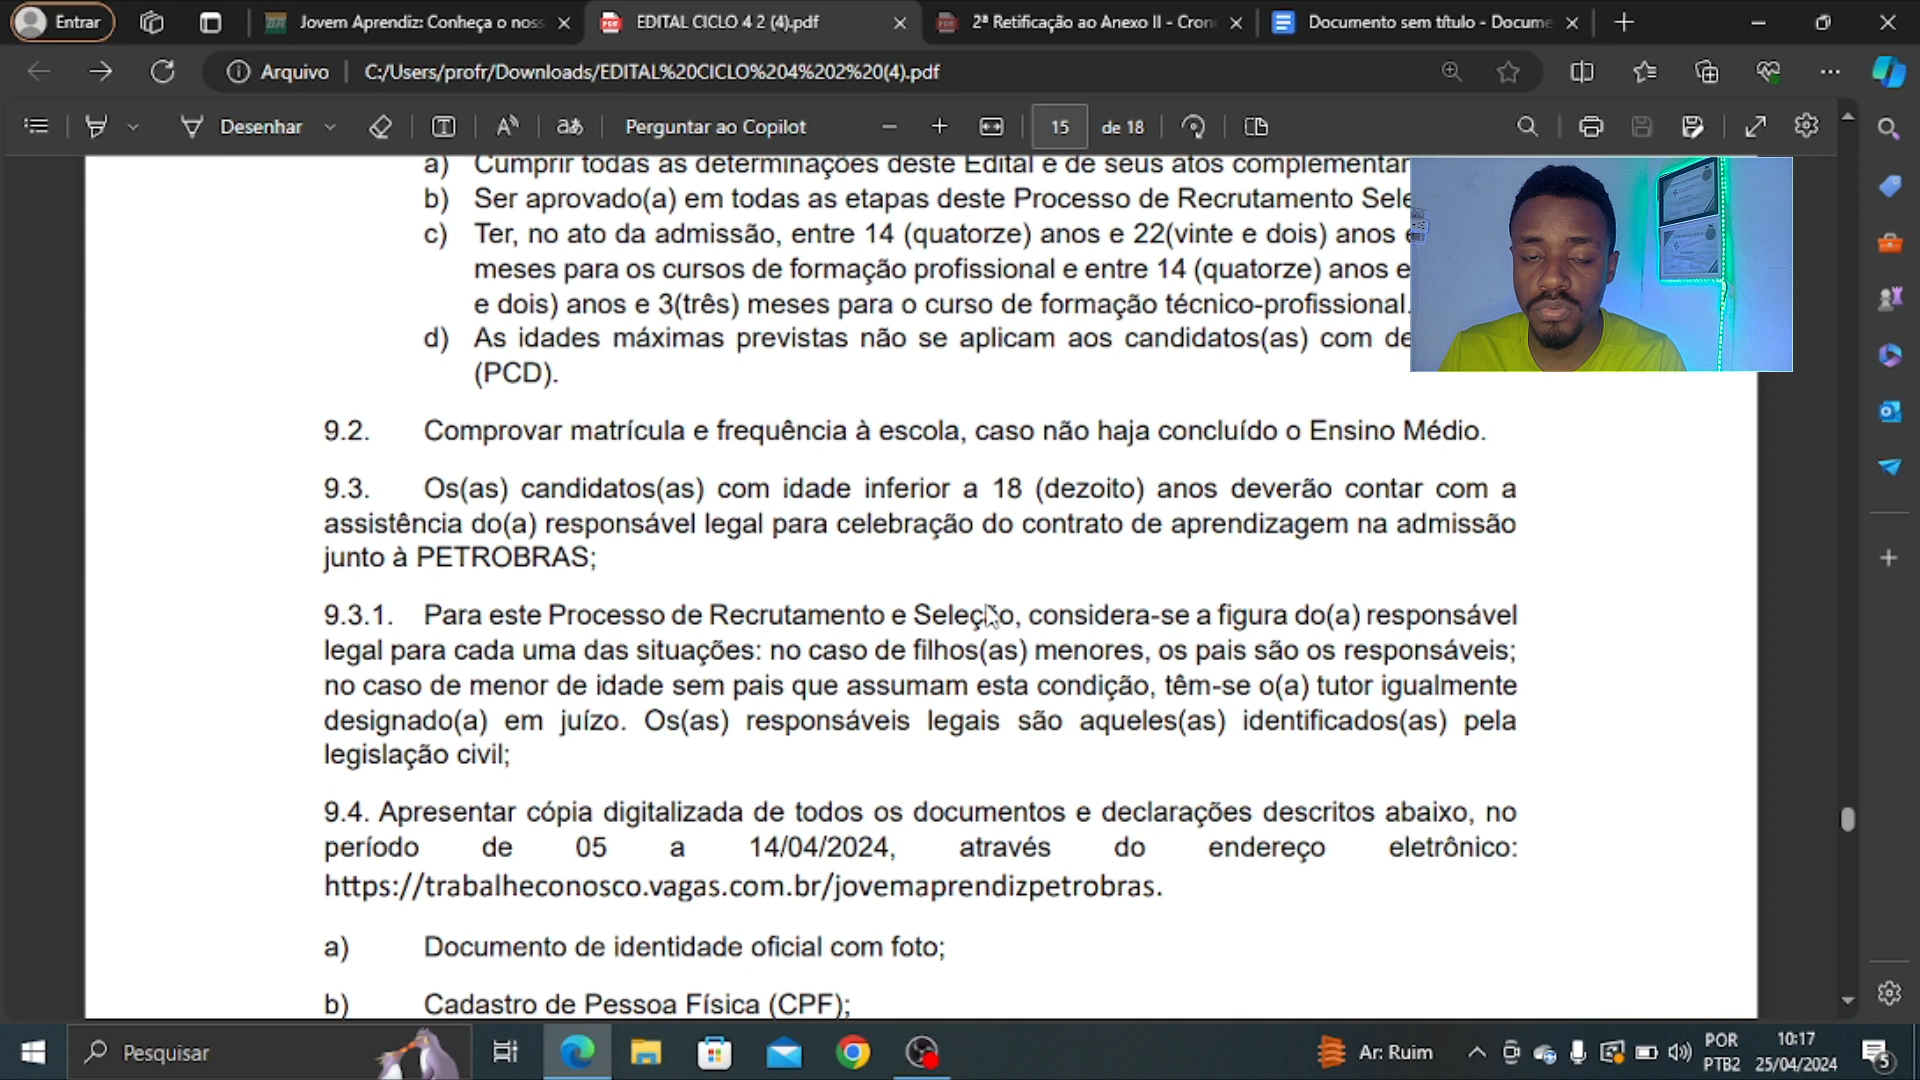 Entrar
Jovem Aprendiz: Conheça o noss
EDITAL CICLO 4 2 (4).pdf
2ª Retificação ao Anexo II - Cron
Documento sem título - Docume
Arquivo
C:/Users/profr/Downloads/EDITAL%20CICLO%204%202%20(4).pdf
Desenhar
Perguntar ao Copilot
15
de 18
a) Cumprir todas as determinações deste Edital e de seus atos complementar
b) Ser aprovado(a) em todas as etapas deste Processo de Recrutamento Sele
c) Ter, no ato da admissão, entre 14 (quatorze) anos e 22(vinte e dois) anos e
meses para os cursos de formação profissional e entre 14 (quatorze) anos e
e dois) anos e 3(três) meses para o curso de formação técnico-profissional.
d) As idades máximas previstas não se aplicam aos candidatos(as) com de
(PCD).
9.2. Comprovar matrícula e frequência à escola, caso não haja concluído o Ensino Médio.
9.3. Os(as) candidatos(as) com idade inferior a 18 (dezoito) anos deverão contar com a
assistência do(a) responsável legal para celebração do contrato de aprendizagem na admissão
junto à PETROBRAS;
9.3.1. Para este Processo de Recrutamento e Seleção, considera-se a figura do(a) responsável
legal para cada uma das situações: no caso de filhos(as) menores, os pais são os responsáveis;
no caso de menor de idade sem pais que assumam esta condição, têm-se o(a) tutor igualmente
designado(a) em juízo. Os(as) responsáveis legais são aqueles(as) identificados(as) pela
legislação civil;
9.4. Apresentar cópia digitalizada de todos os documentos e declarações descritos abaixo, no
período de 05 a 14/04/2024, através do endereço eletrônico:
https://trabalheconosco.vagas.com.br/jovemaprendizpetrobras.
a) Documento de identidade oficial com foto;
b) Cadastro de Pessoa Física (CPF);
Pesquisar
Ar: Ruim
POR
PTB2
10:17
25/04/2024
5